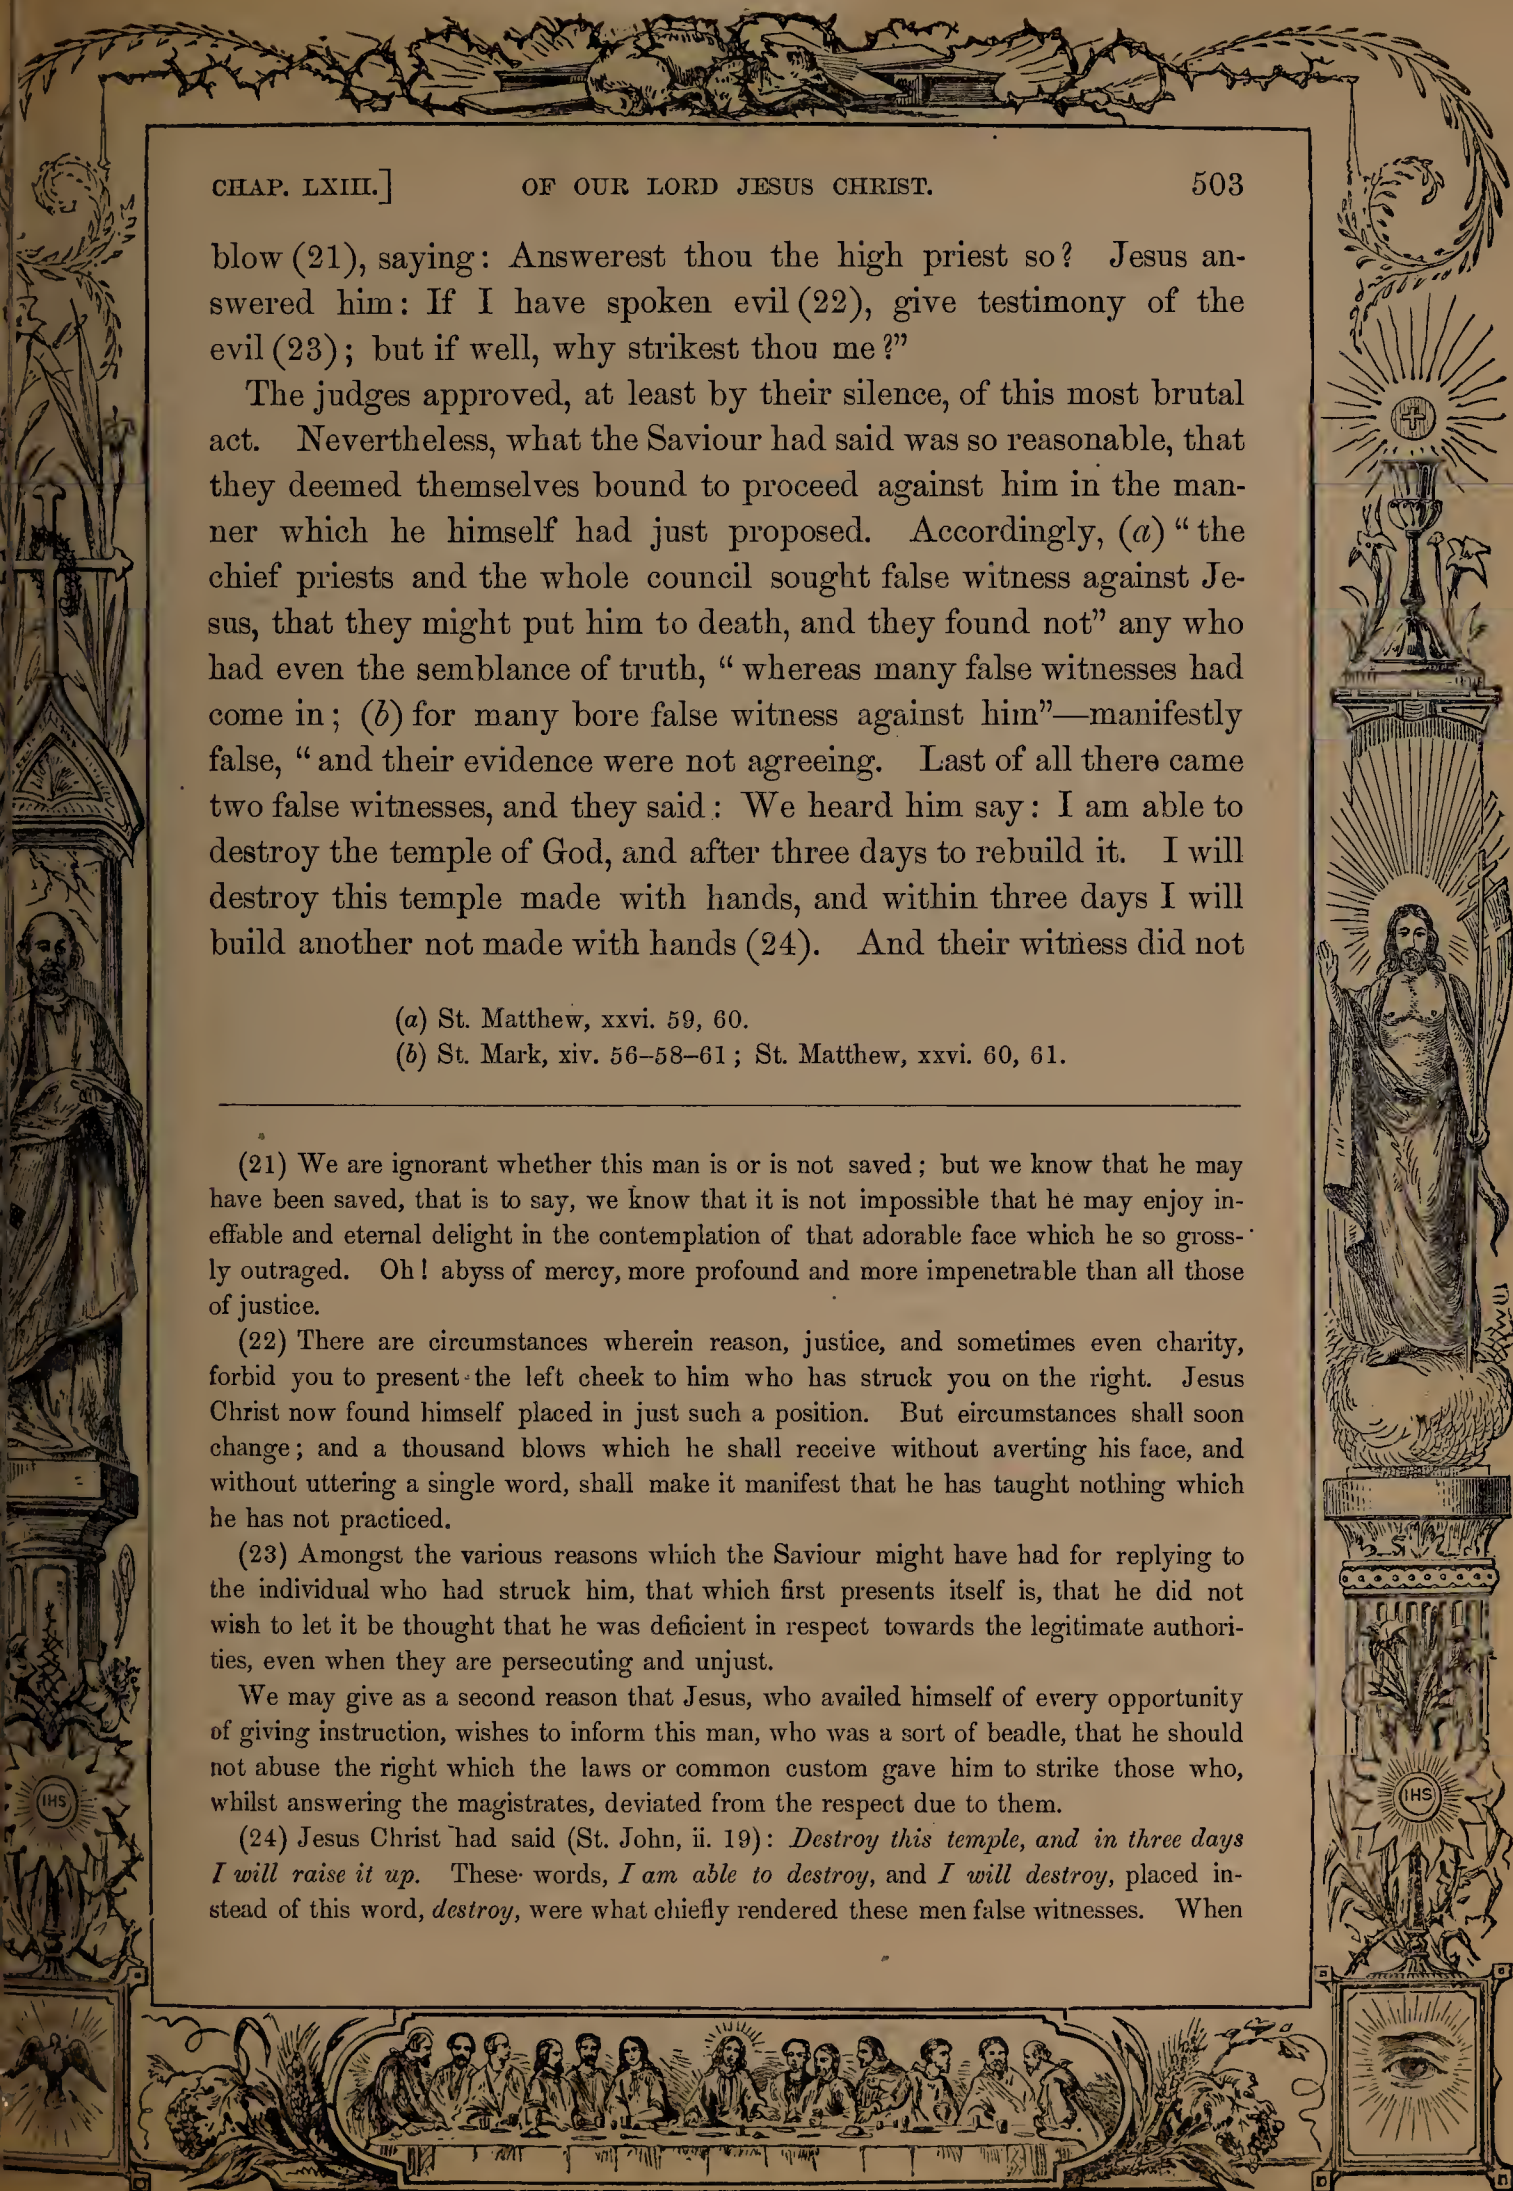 CHAP. LXIII.] OF OUR LORD JESUS CHRIST. 503
blow (21), saying: Answerest thou the high priest so? Jesus an-
swered him: If I have spoken evil (22), give testimony of the
evil (23); but if well, why strikest thou me?”
The judges approved, at least by their silence, of this most brutal
act. Nevertheless, what the Saviour had said was so reasonable, that
they deemed themselves bound to proceed against him in the man-
ner which he himself had just proposed. Accordingly, (a) “the
chief priests and the whole council sought false witness against Je-
sus, that they might put him to death, and they found not” any who
had even the semblance of truth, “whereas many false witnesses had
come in; (b) for many bore false witness against him”—manifestly
false, “and their evidence were not agreeing. Last of all there came
two false witnesses, and they said: We heard him say: I am able to
destroy the temple of God, and after three days to rebuild it. I will
destroy this temple made with hands, and within three days I will
build another not made with hands (24). And their witness did not
(a) St. Matthew, xxvi. 59, 60.
(b) St. Mark, xiv. 56–58–61; St. Matthew, xxvi. 60, 61.
(21) We are ignorant whether this man is or is not saved; but we know that he may
have been saved, that is to say, we know that it is not impossible that he may enjoy in-
effable and eternal delight in the contemplation of that adorable face which he so gross-
ly outraged. Oh! abyss of mercy, more profound and more impenetrable than all those
of justice.
(22) There are circumstances wherein reason, justice, and sometimes even charity,
forbid you to present the left cheek to him who has struck you on the right. Jesus
Christ now found himself placed in just such a position. But eircumstances shall soon
change; and a thousand blows which he shall receive without averting his face, and
without uttering a single word, shall make it manifest that he has taught nothing which
he has not practiced.
(23) Amongst the various reasons which the Saviour might have had for replying to
the individual who had struck him, that which first presents itself is, that he did not
wish to let it be thought that he was deficient in respect towards the legitimate authori-
ties, even when they are persecuting and unjust.
We may give as a second reason that Jesus, who availed himself of every opportunity
of giving instruction, wishes to inform this man, who was a sort of beadle, that he should
not abuse the right which the laws or common custom gave him to strike those who,
whilst answering the magistrates, deviated from the respect due to them.
(24) Jesus Christ had said (St. John, ii. 19): Destroy this temple, and in three days
I will raise it up. These words, I am able to destroy, and I will destroy, placed in-
stead of this word, destroy, were what chiefly rendered these men false witnesses. When
IHS
IHS